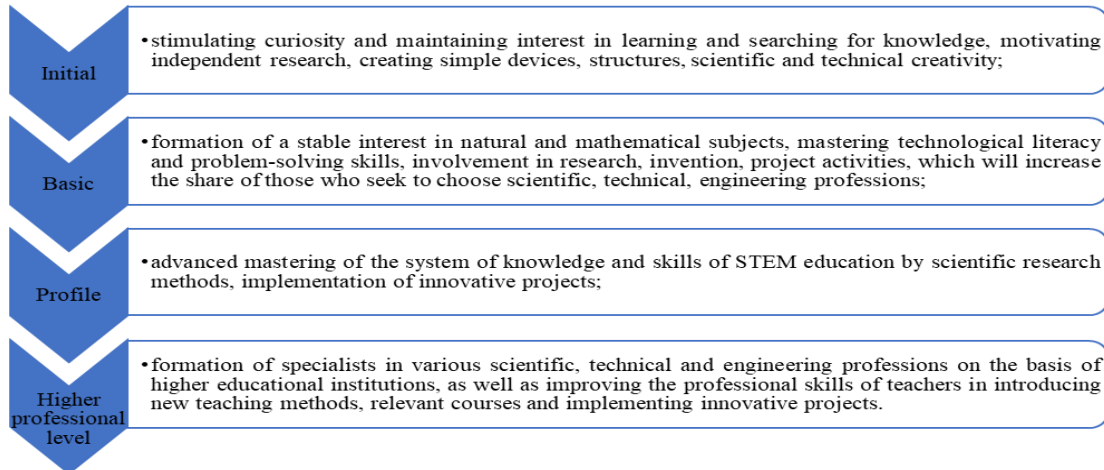 Initial
•stimulating curiosity and maintaining interest in learning and searching for knowledge, motivating
independent research, creating simple devices, structures, scientific and technical creativity;
Basic
•formation of a stable interest in natural and mathematical subjects, mastering technological literacy
and problem-solving skills, involvement in research, invention, project activities, which will increase
the share of those who seek to choose scientific, technical, engineering professions;
Profile
•advanced mastering of the system of knowledge and skills of STEM education by scientific research
methods, implementation of innovative projects;
Higher
professional
level
•formation of specialists in various scientific, technical and engineering professions on the basis of
higher educational institutions, as well as improving the professional skills of teachers in introducing
new teaching methods, relevant courses and implementing innovative projects.